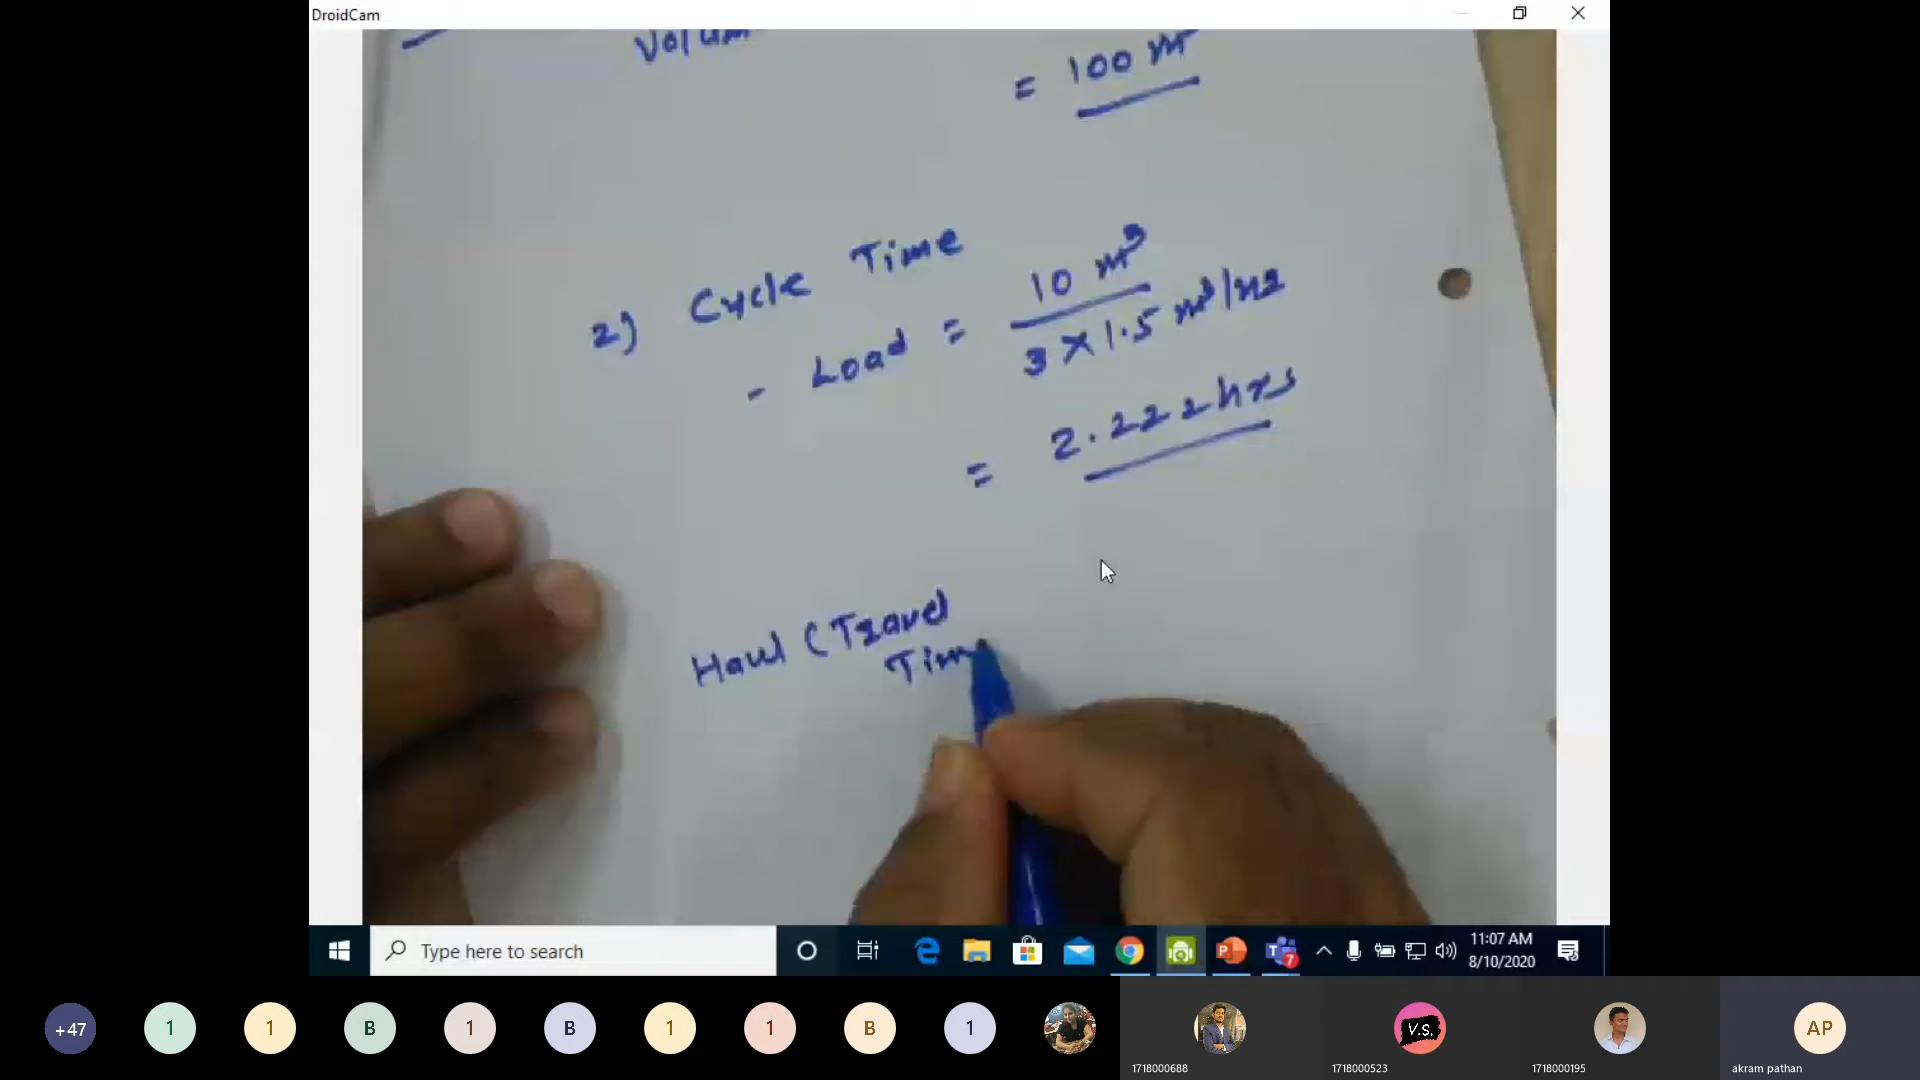 DroidCam
= 100 m
2) Cycle Time
- Load = 10 m³
3 X 1.5 m³/Hr
= 2.222 hrs
Haul (Travel
Tim
Type here to search
11:07 AM
8/10/2020
7
+47
1
1
B
1
B
1
1
B
1
V.S.
AP
1718000688
1718000523
1718000195
akram pathan